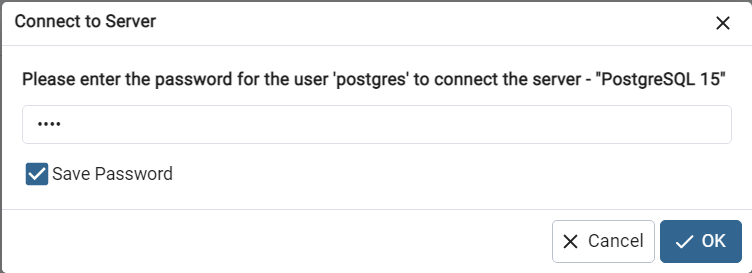 Connect to Server
Please enter the password for the user 'postgres' to connect the server - "PostgreSQL 15"
••••
Save Password
Cancel
OK